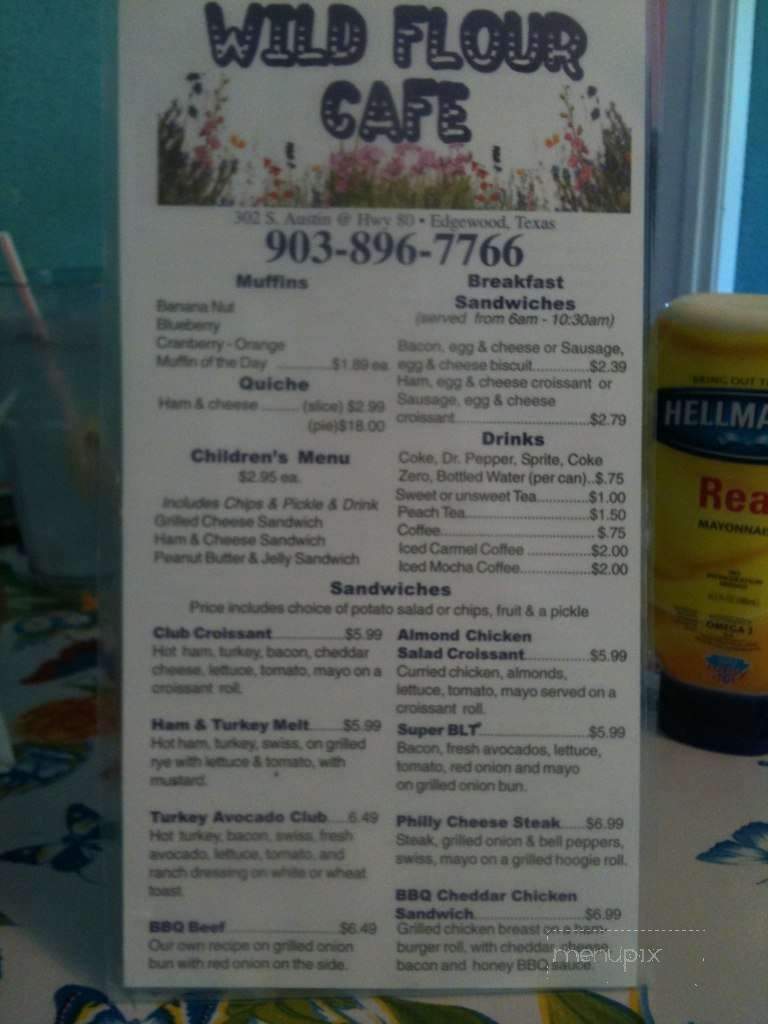 WILD FLOUR
CAFE
302 S. Austin @ Hwy 80 • Edgewood, Texas
903-896-7766
Muffins
Banana Nut
Blueberry
Cranberry - Orange
Muffin of the Day ..............$1.89 ea.
Quiche
Ham & cheese ......... (slice) $2.99
(pie)$18.00
Children's Menu
$2.95 ea.
Includes Chips & Pickle & Drink
Grilled Cheese Sandwich
Ham & Cheese Sandwich
Peanut Butter & Jelly Sandwich
Breakfast
Sandwiches
(served from 6am - 10:30am)
Bacon, egg & cheese or Sausage,
egg & cheese biscuit..............$2.39
Ham, egg & cheese croissant or
Sausage, egg & cheese
croissant.................................$2.79
Drinks
Coke, Dr. Pepper, Sprite, Coke
Zero, Bottled Water (per can)..$.75
Sweet or unsweet Tea............$1.00
Peach Tea..............................$1.50
Coffee......................................$.75
Iced Carmel Coffee ...............$2.00
Iced Mocha Coffee.................$2.00
Sandwiches
Price includes choice of potato salad or chips, fruit & a pickle
Club Croissant.................$5.99
Hot ham, turkey, bacon, cheddar
cheese, lettuce, tomato, mayo on a
croissant roll.
Ham & Turkey Melt........$5.99
Hot ham, turkey, swiss, on grilled
rye with lettuce & tomato, with
mustard.
Turkey Avocado Club.....6.49
Hot turkey, bacon, swiss, fresh
avocado, lettuce, tomato, and
ranch dressing on white or wheat
toast.
BBQ Beef..........................$6.49
Our own recipe on grilled onion
bun with red onion on the side.
Almond Chicken
Salad Croissant.......................$5.99
Curried chicken, almonds,
lettuce, tomato, mayo served on a
croissant roll.
Super BLT.........................$5.99
Bacon, fresh avocados, lettuce,
tomato, red onion and mayo
on grilled onion bun.
Philly Cheese Steak......$6.99
Steak, grilled onion & bell peppers,
swiss, mayo on a grilled hoogie roll.
BBQ Cheddar Chicken
Sandwich..........................$6.99
Grilled chicken breast on a
burger roll, with cheddar cheese,
bacon and honey BBQ sauce.
menupix
BRING OUT
HELLMA
Rea
MAYONNAI
OMEGA 3